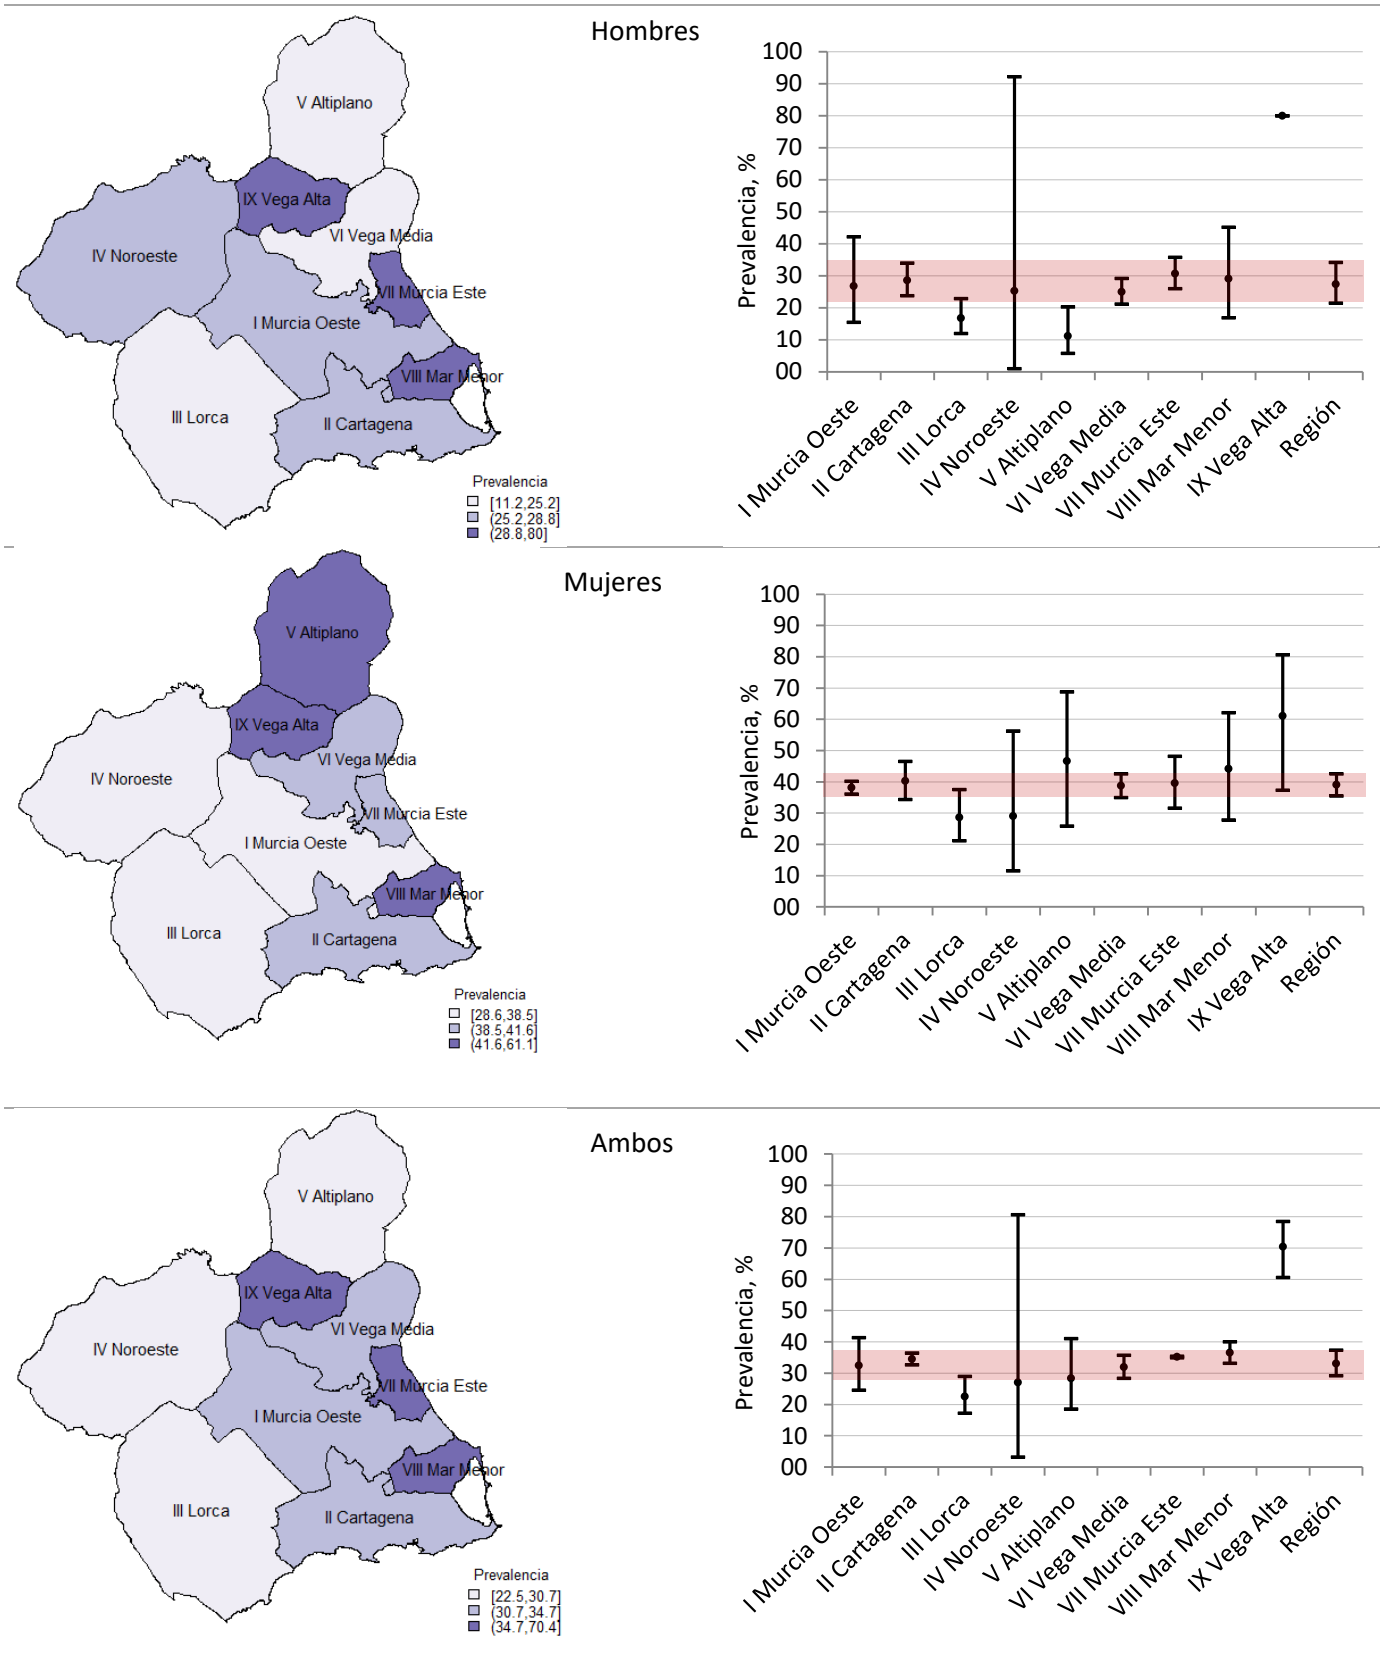 Hombres
V Altiplano
IX Vega Alta
VI Vega Media
IV Noroeste
VII Murcia Este
I Murcia Oeste
VIII Mar Menor
III Lorca
II Cartagena
Prevalencia
[11.2,25.2]
(25.2,28.8]
(28.8,80]
Prevalencia, %
100
90
80
70
60
50
40
30
20
10
00
I Murcia Oeste
II Cartagena
III Lorca
IV Noroeste
V Altiplano
VI Vega Media
VII Murcia Este
VIII Mar Menor
IX Vega Alta
Región
Mujeres
V Altiplano
IX Vega Alta
VI Vega Media
IV Noroeste
VII Murcia Este
I Murcia Oeste
VIII Mar Menor
III Lorca
II Cartagena
Prevalencia
[28.6,38.5]
(38.5,41.6]
(41.6,61.1]
Prevalencia, %
100
90
80
70
60
50
40
30
20
10
00
I Murcia Oeste
II Cartagena
III Lorca
IV Noroeste
V Altiplano
VI Vega Media
VII Murcia Este
VIII Mar Menor
IX Vega Alta
Región
Ambos
V Altiplano
IX Vega Alta
VI Vega Media
IV Noroeste
VII Murcia Este
I Murcia Oeste
VIII Mar Menor
III Lorca
II Cartagena
Prevalencia
[22.5,30.7]
(30.7,34.7]
(34.7,70.4]
Prevalencia, %
100
90
80
70
60
50
40
30
20
10
00
I Murcia Oeste
II Cartagena
III Lorca
IV Noroeste
V Altiplano
VI Vega Media
VII Murcia Este
VIII Mar Menor
IX Vega Alta
Región